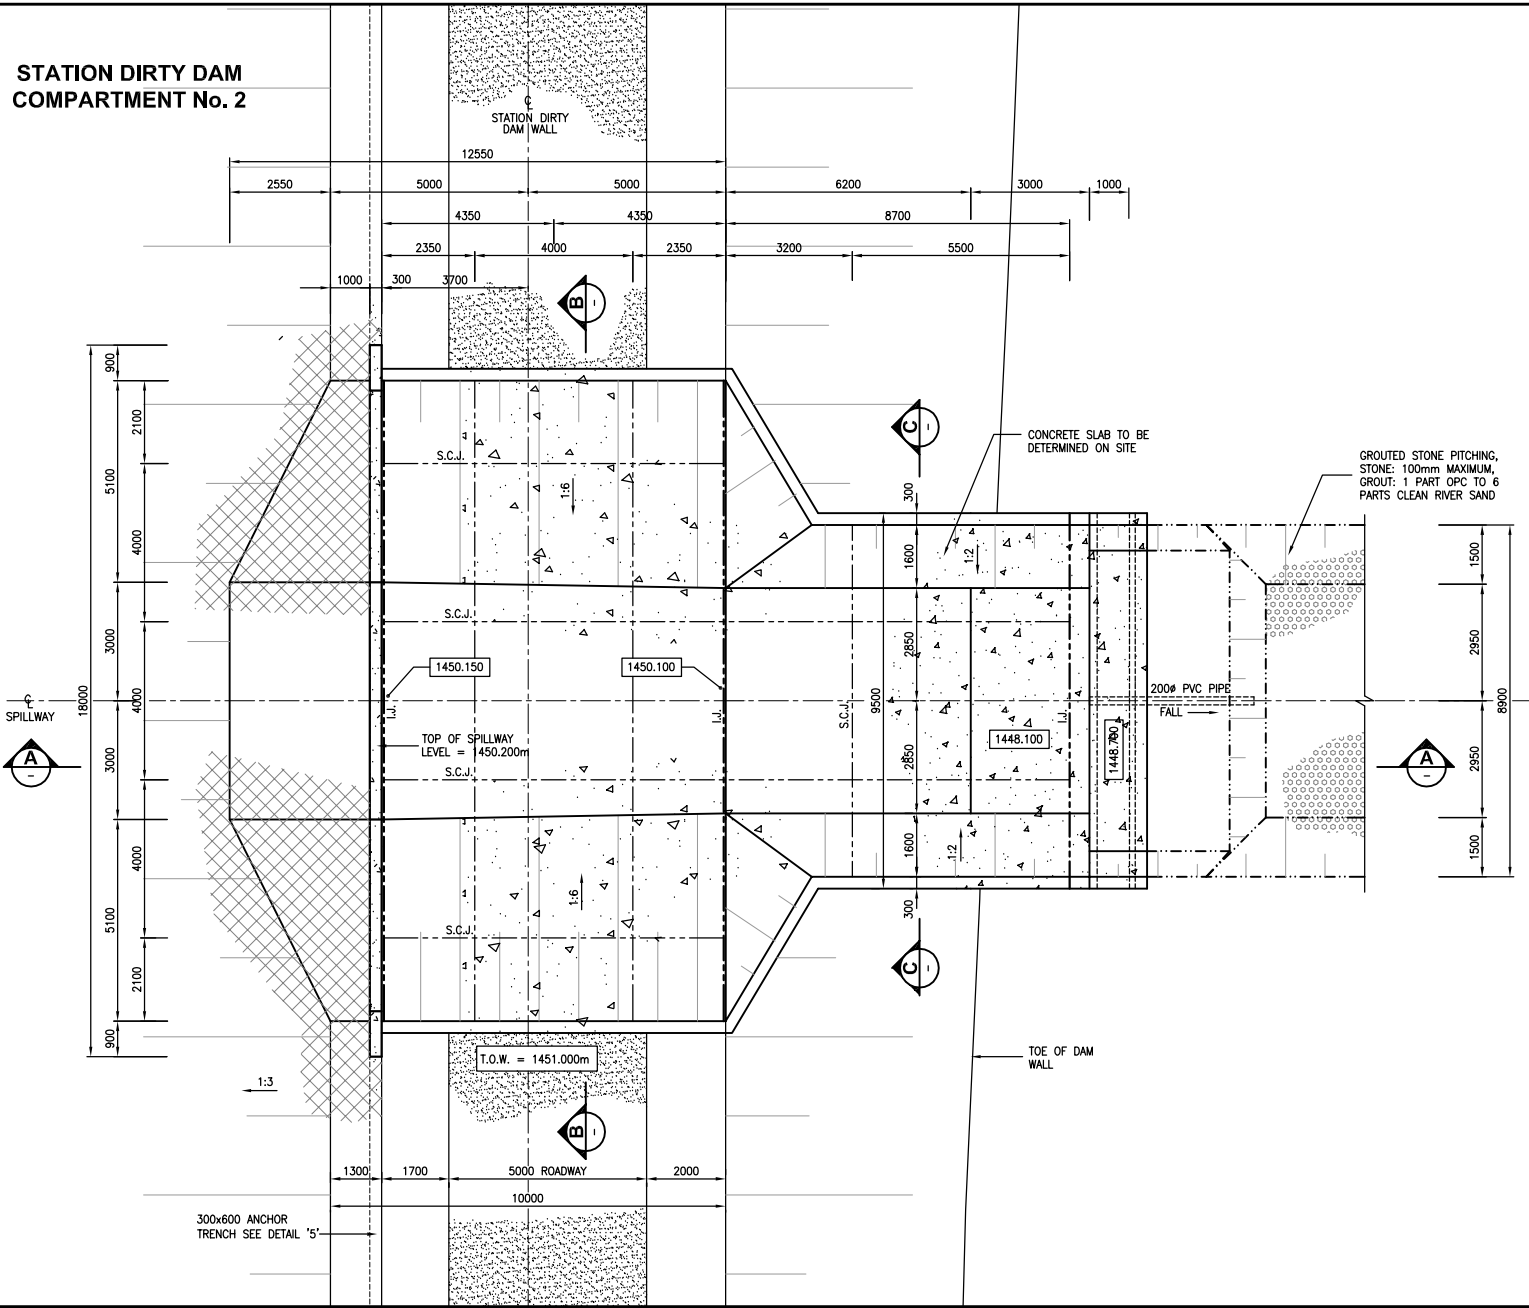 STATION DIRTY DAM
COMPARTMENT No. 2
℄
STATION DIRTY
DAM WALL
12550
2550
5000
5000
6200
3000
1000
4350
4350
8700
2350
4000
2350
3200
5500
1000
300
3700
B
-
900
2100
5100
4000
3000
18000
4000
3000
4000
5100
2100
900
S.C.J.
1:6
S.C.J.
1450.150
1450.100
I.J.
I.J.
TOP OF SPILLWAY
LEVEL = 1450.200m
S.C.J.
1:6
S.C.J.
℄
SPILLWAY
A
-
C
-
CONCRETE SLAB TO BE
DETERMINED ON SITE
GROUTED STONE PITCHING,
STONE: 100mm MAXIMUM,
GROUT: 1 PART OPC TO 6
PARTS CLEAN RIVER SAND
300
1600
1:2
2850
9500
S.C.J.
1448.100
I.J.
2850
1600
1:2
300
200ø PVC PIPE
FALL
1500
2950
8900
2950
1500
A
-
C
-
T.O.W. = 1451.000m
TOE OF DAM
WALL
1:3
B
-
1300
1700
5000 ROADWAY
2000
10000
300x600 ANCHOR
TRENCH SEE DETAIL '5'